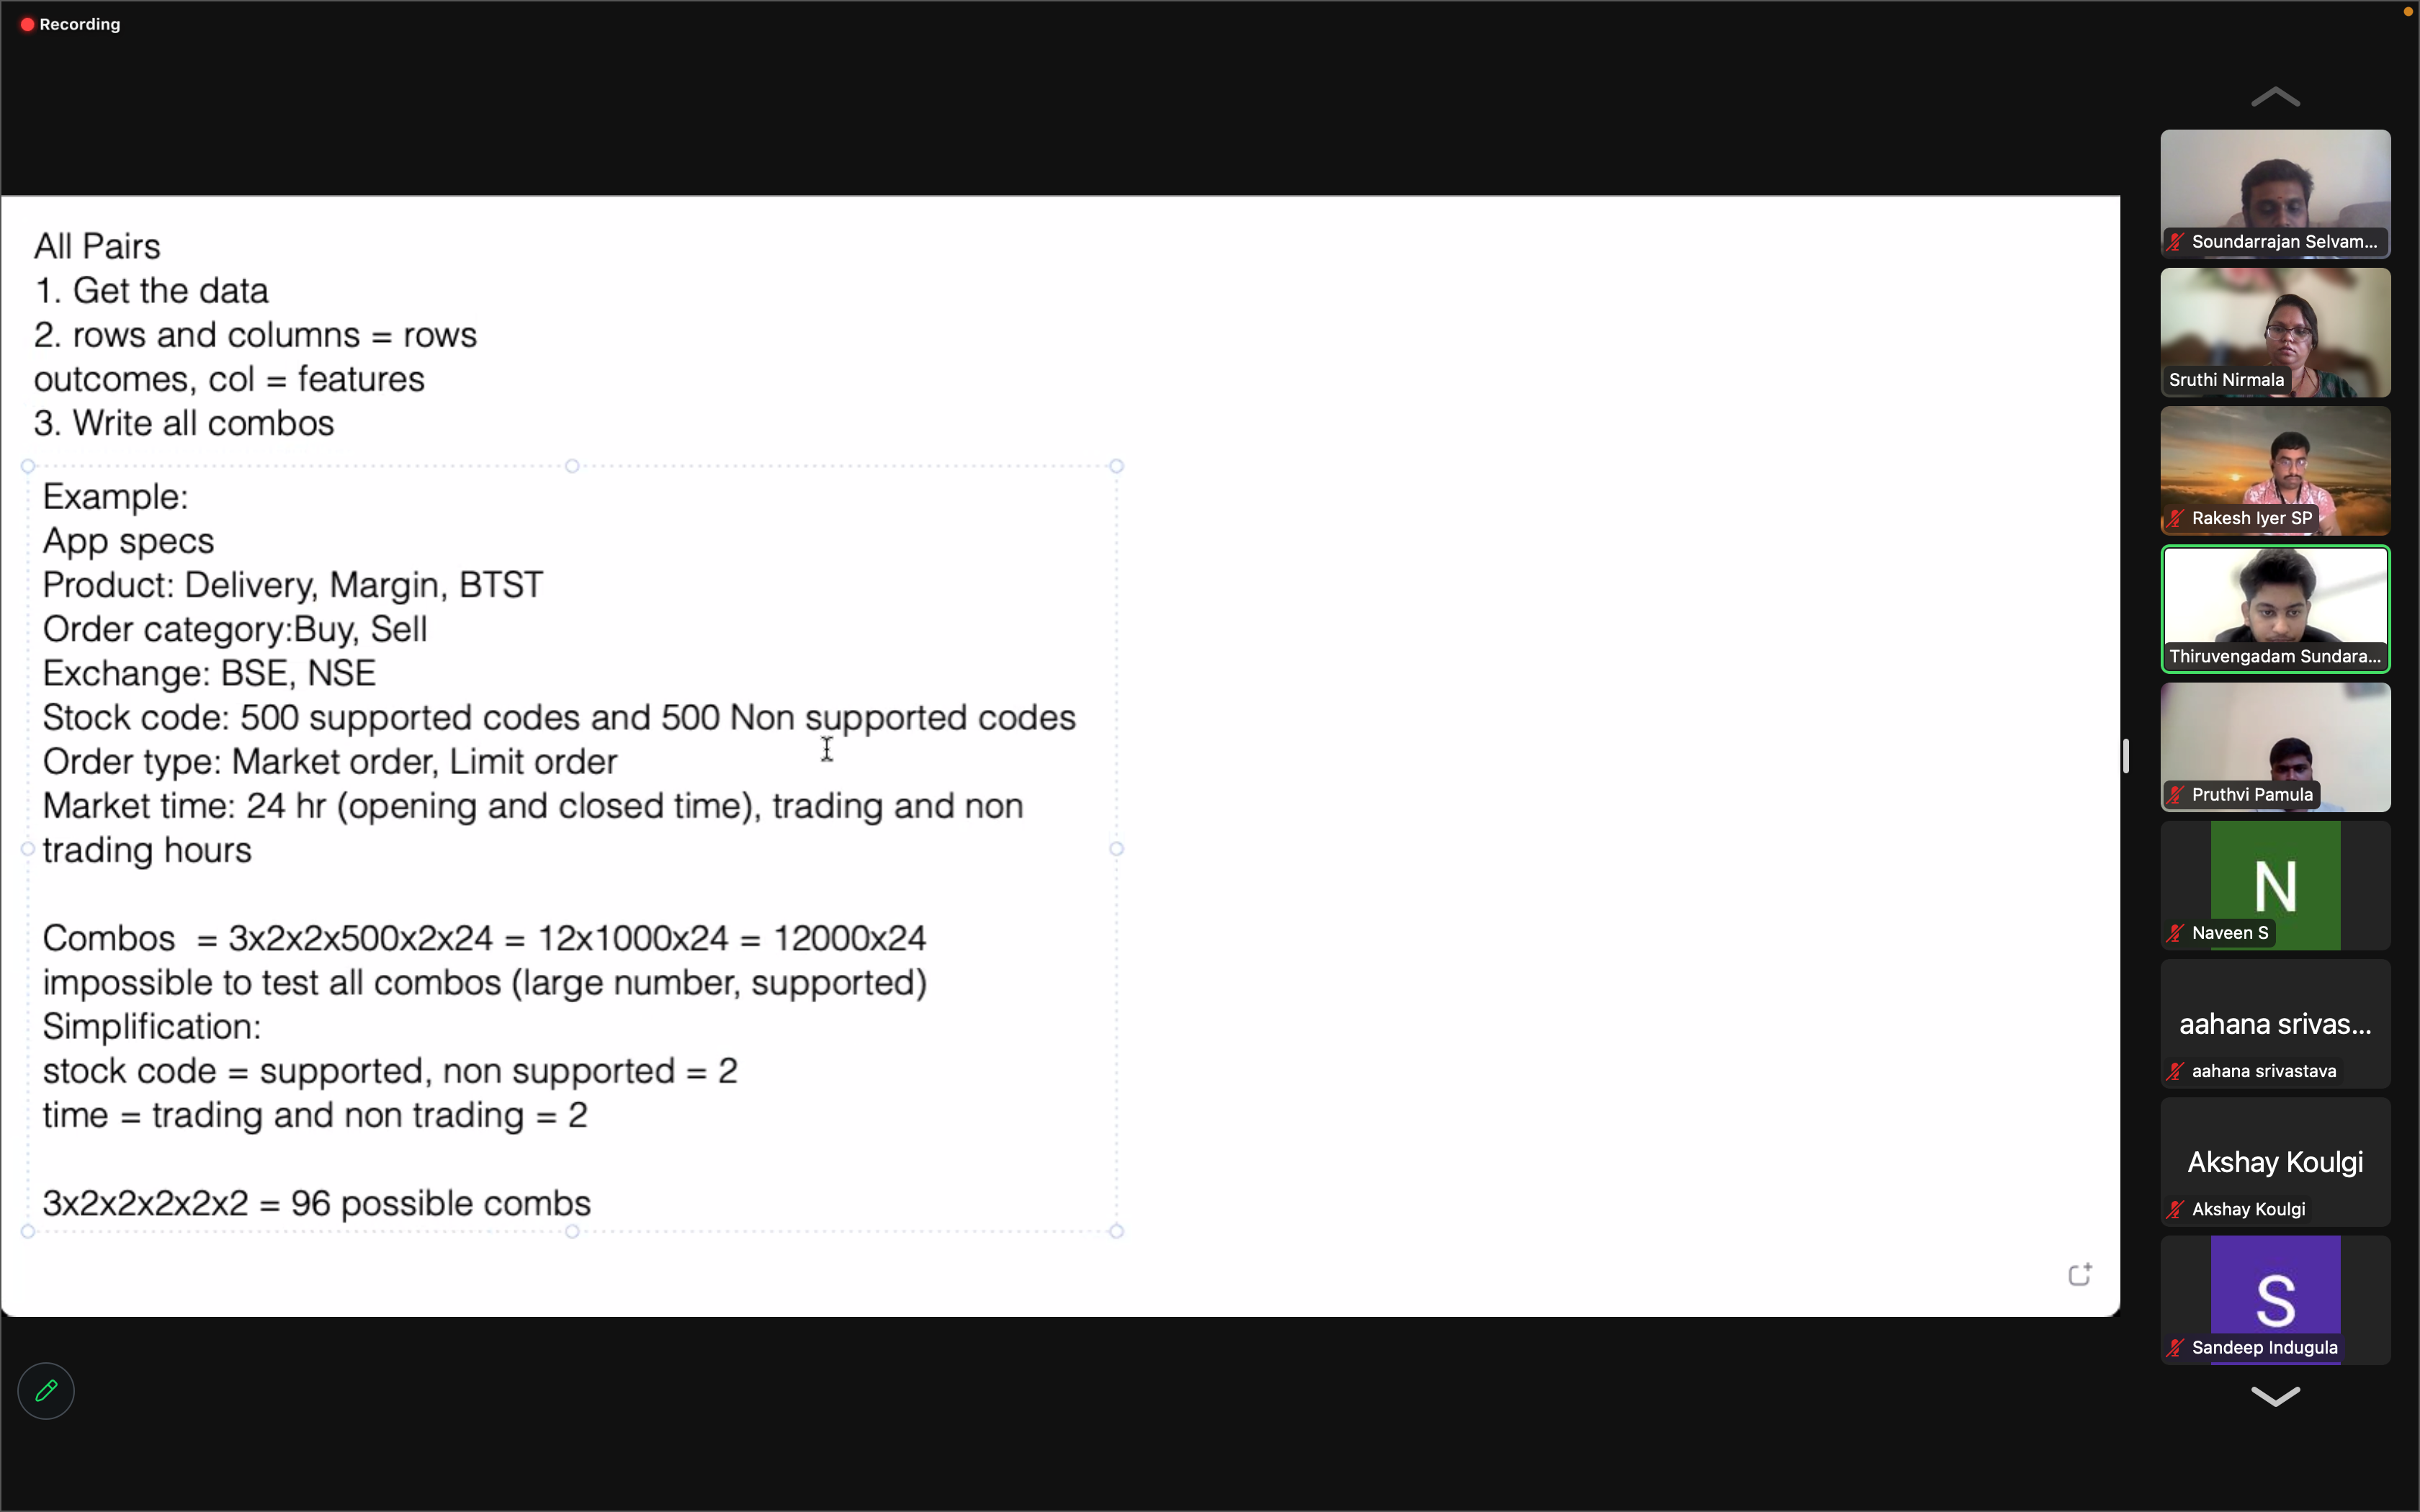 Recording
All Pairs
1. Get the data
2. rows and columns = rows
outcomes, col = features
3. Write all combos
Example:
App specs
Product: Delivery, Margin, BTST
Order category:Buy, Sell
Exchange: BSE, NSE
Stock code: 500 supported codes and 500 Non supported codes
Order type: Market order, Limit order
Market time: 24 hr (opening and closed time), trading and non
trading hours
Combos = 3x2x2x500x2x24 = 12x1000x24 = 12000x24
impossible to test all combos (large number, supported)
Simplification:
stock code = supported, non supported = 2
time = trading and non trading = 2
3x2x2x2x2x2 = 96 possible combs
Soundarrajan Selvam...
Sruthi Nirmala
Rakesh Iyer SP
Thiruvengadam Sundara...
Pruthvi Pamula
N
Naveen S
aahana srivas...
aahana srivastava
Akshay Koulgi
Akshay Koulgi
S
Sandeep Indugula